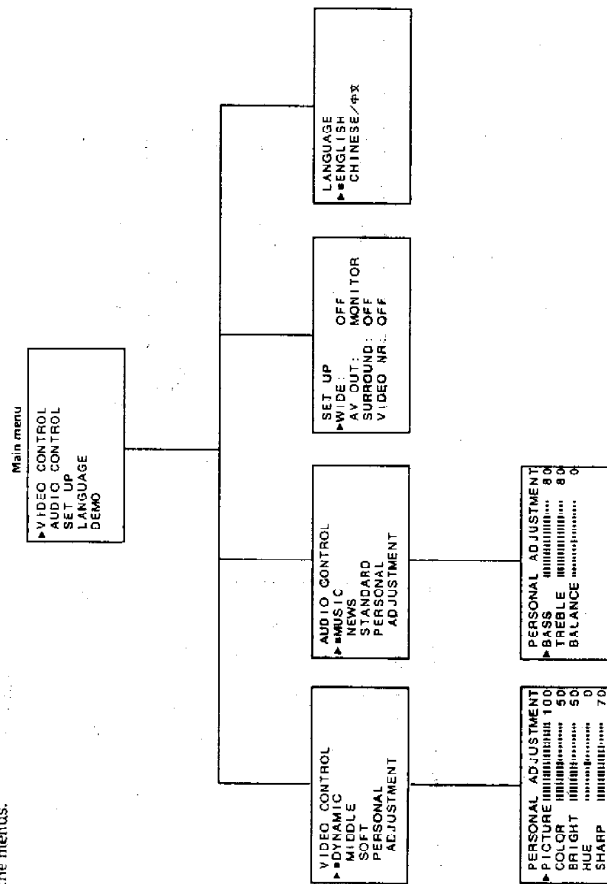 the menus.
Main menu
▶VIDEO CONTROL
AUDIO CONTROL
SET UP
LANGUAGE
DEMO
VIDEO CONTROL
▶■DYNAMIC
MIDDLE
SOFT
PERSONAL
ADJUSTMENT
AUDIO CONTROL
▶■MUSIC
NEWS
STANDARD
PERSONAL
ADJUSTMENT
SET UP
▶WIDE: OFF
AV OUT: MONITOR
SURROUND: OFF
VIDEO NR: OFF
LANGUAGE
▶■ENGLISH
CHINESE/中文
PERSONAL ADJUSTMENT
▶PICTURE 100
COLOR 50
BRIGHT 50
HUE 0
SHARP 70
PERSONAL ADJUSTMENT
▶BASS 80
TREBLE 80
BALANCE 0